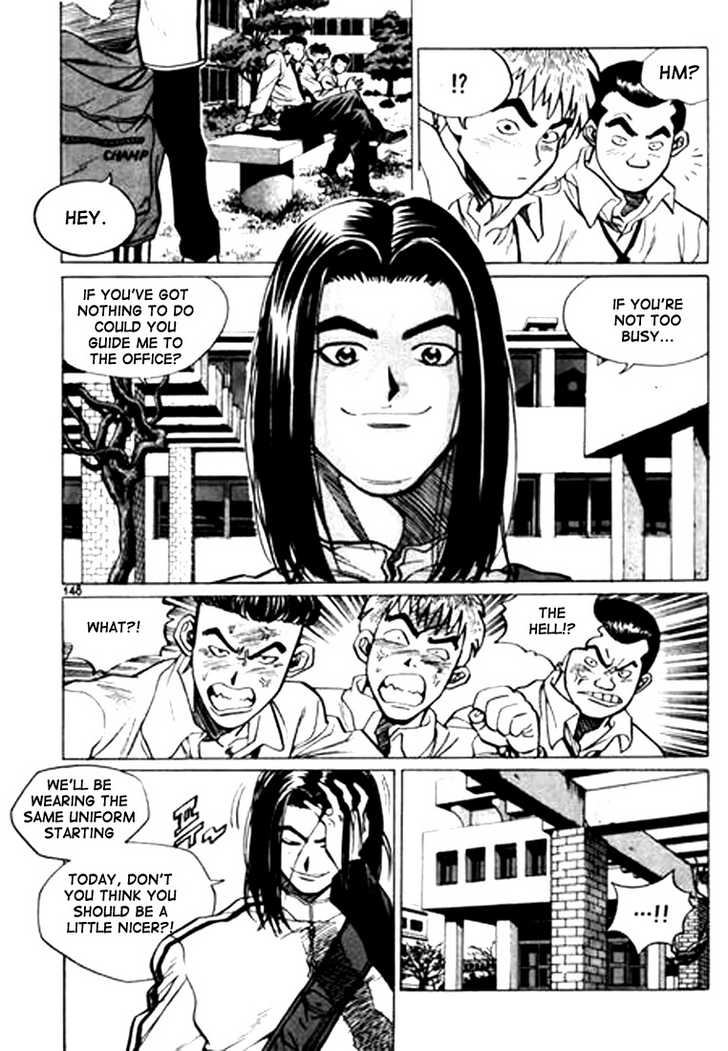 CHAMP
HEY.
!?
HM?
IF YOU'VE GOT
NOTHING TO DO
COULD YOU
GUIDE ME TO
THE OFFICE?
IF YOU'RE
NOT TOO
BUSY...
148
WHAT?!
THE
HELL!?
WE'LL BE
WEARING THE
SAME UNIFORM
STARTING
TODAY, DON'T
YOU THINK YOU
SHOULD BE A
LITTLE NICER?!
푸~
...!!